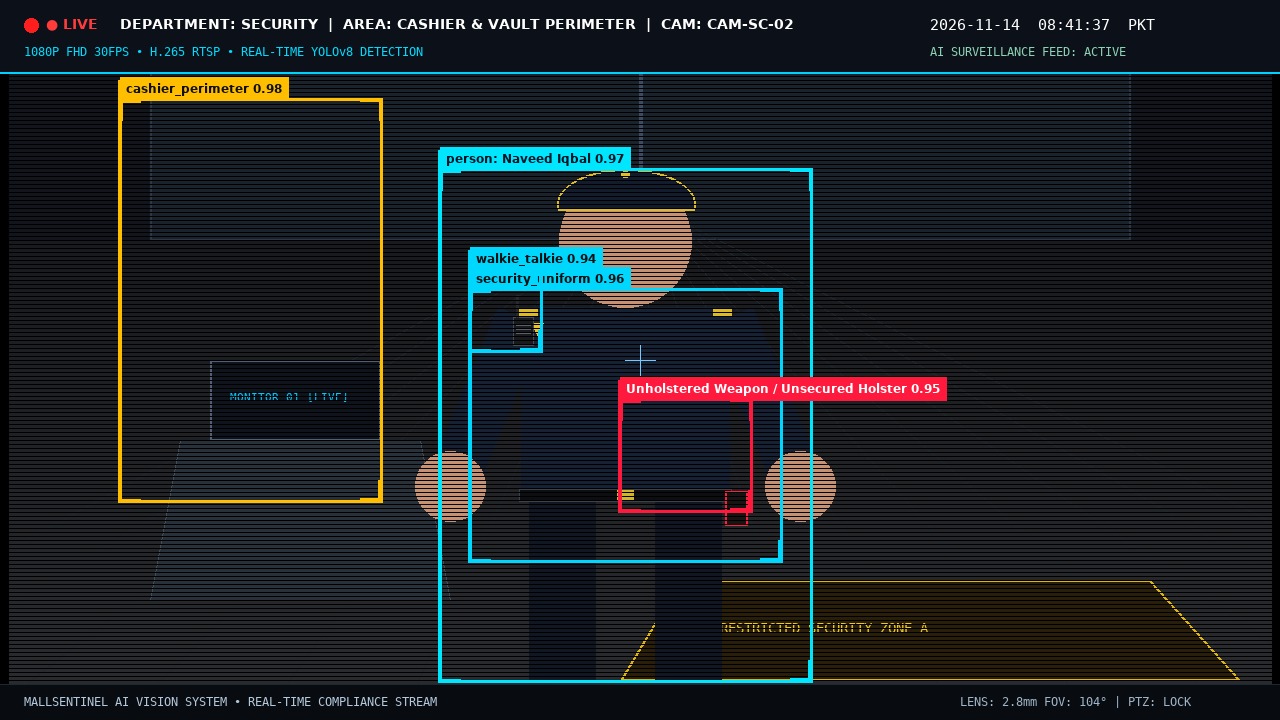 ● ● LIVE DEPARTMENT: SECURITY | AREA: CASHIER & VAULT PERIMETER | CAM: CAM-SC-02 2026-11-14 08:41:37 PKT
1080P FHD 30FPS • H.265 RTSP • REAL-TIME YOLOv8 DETECTION AI SURVEILLANCE FEED: ACTIVE
cashier_perimeter 0.98
person: Naveed Iqbal 0.97
walkie_talkie 0.94
security_uniform 0.96
Unholstered Weapon / Unsecured Holster 0.95
MONITOR 01 [LIVE]
RESTRICTED SECURITY ZONE A
MALLSENTINEL AI VISION SYSTEM • REAL-TIME COMPLIANCE STREAM LENS: 2.8mm FOV: 104° | PTZ: LOCK